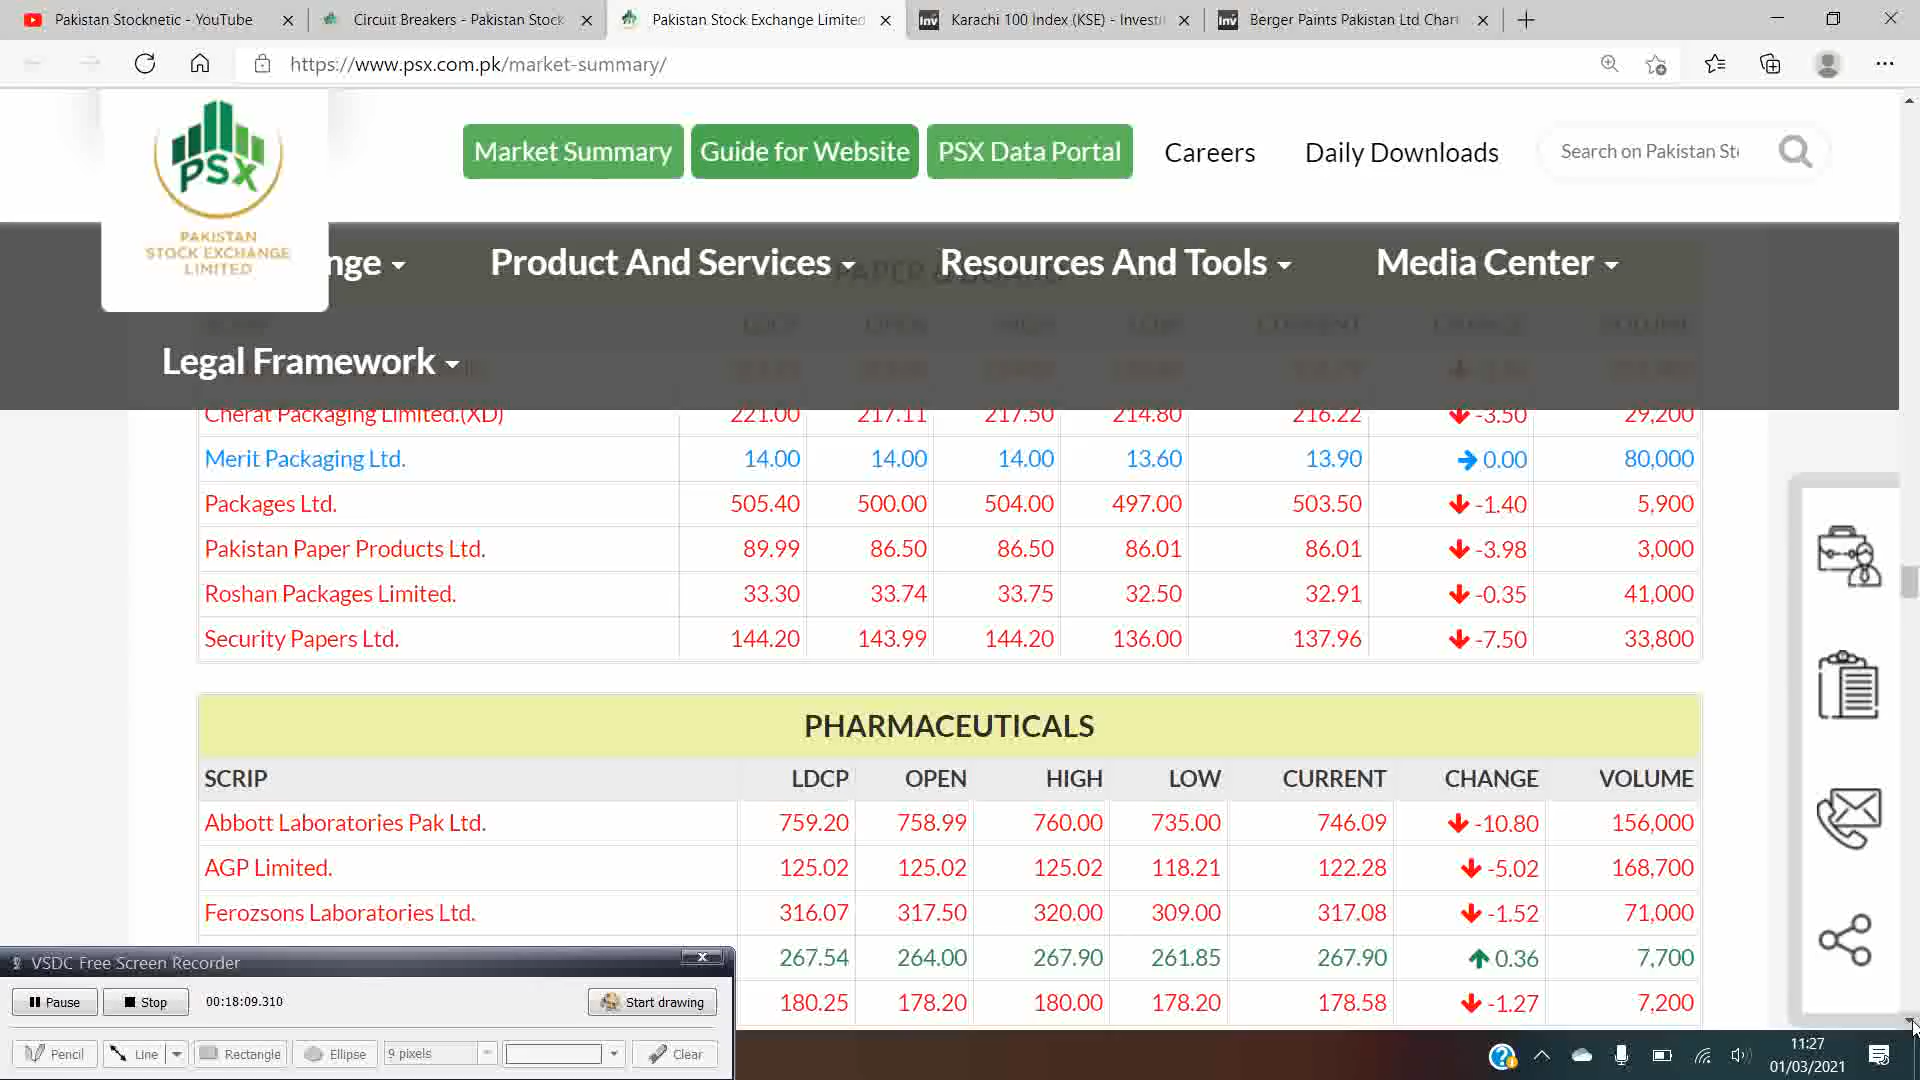 Pakistan Stocknetic - YouTube
Circuit Breakers - Pakistan Stock
Pakistan Stock Exchange Limited
Karachi 100 Index (KSE) - Investi
Berger Paints Pakistan Ltd Chart
https://www.psx.com.pk/market-summary/
PSX
PAKISTAN
STOCK EXCHANGE
LIMITED
Market Summary
Guide for Website
PSX Data Portal
Careers
Daily Downloads
Search on Pakistan Sto
nge
Product And Services
Resources And Tools
Media Center
Legal Framework
Cherat Packaging Limited.(XD) 221.00 217.11 217.50 214.80 216.22 -3.50 29,200
Merit Packaging Ltd. 14.00 14.00 14.00 13.60 13.90 0.00 80,000
Packages Ltd. 505.40 500.00 504.00 497.00 503.50 -1.40 5,900
Pakistan Paper Products Ltd. 89.99 86.50 86.50 86.01 86.01 -3.98 3,000
Roshan Packages Limited. 33.30 33.74 33.75 32.50 32.91 -0.35 41,000
Security Papers Ltd. 144.20 143.99 144.20 136.00 137.96 -7.50 33,800
PHARMACEUTICALS
SCRIP LDCP OPEN HIGH LOW CURRENT CHANGE VOLUME
Abbott Laboratories Pak Ltd. 759.20 758.99 760.00 735.00 746.09 -10.80 156,000
AGP Limited. 125.02 125.02 125.02 118.21 122.28 -5.02 168,700
Ferozsons Laboratories Ltd. 316.07 317.50 320.00 309.00 317.08 -1.52 71,000
267.54 264.00 267.90 261.85 267.90 0.36 7,700
180.25 178.20 180.00 178.20 178.58 -1.27 7,200
VSDC Free Screen Recorder
Pause
Stop
00:18:09.310
Start drawing
Pencil
Line
Rectangle
Ellipse
9 pixels
Clear
11:27
01/03/2021